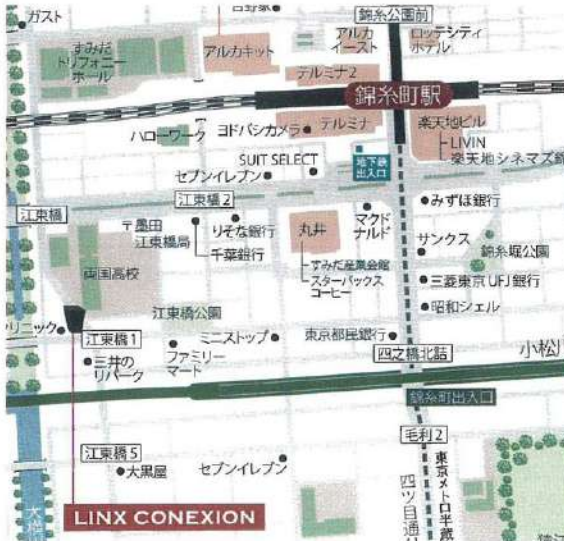 ガスト
錦糸公園前
アルカ
イースト
ロッテシティ
ホテル
すみだ
トリフォニー
ホール
アルカキット
テルミナ2
錦糸町駅
ハローワーク
ヨドバシカメラ
テルミナ
楽天地ビル
LIVIN
楽天地シネマズ錦
SUIT SELECT
地下鉄
出入口
セブンイレブン
江東橋
江東橋 2
みずほ銀行
〒墨田
江東橋局
りそな銀行
丸井
マクド
ナルド
千葉銀行
サンクス
錦糸堀公園
すみだ産業会館
スターバックス
コーヒー
両国高校
三菱東京UFJ銀行
昭和シェル
江東橋公園
クリニック
江東橋 1
ミニストップ
東京都民銀行
小松川
三井の
リパーク
ファミリー
マート
四之橋北詰
錦糸町出入口
毛利 2
江東橋 5
大黒屋
セブンイレブン
東京メトロ半蔵
四ツ目通り
大横
LINX CONEXION
猿江